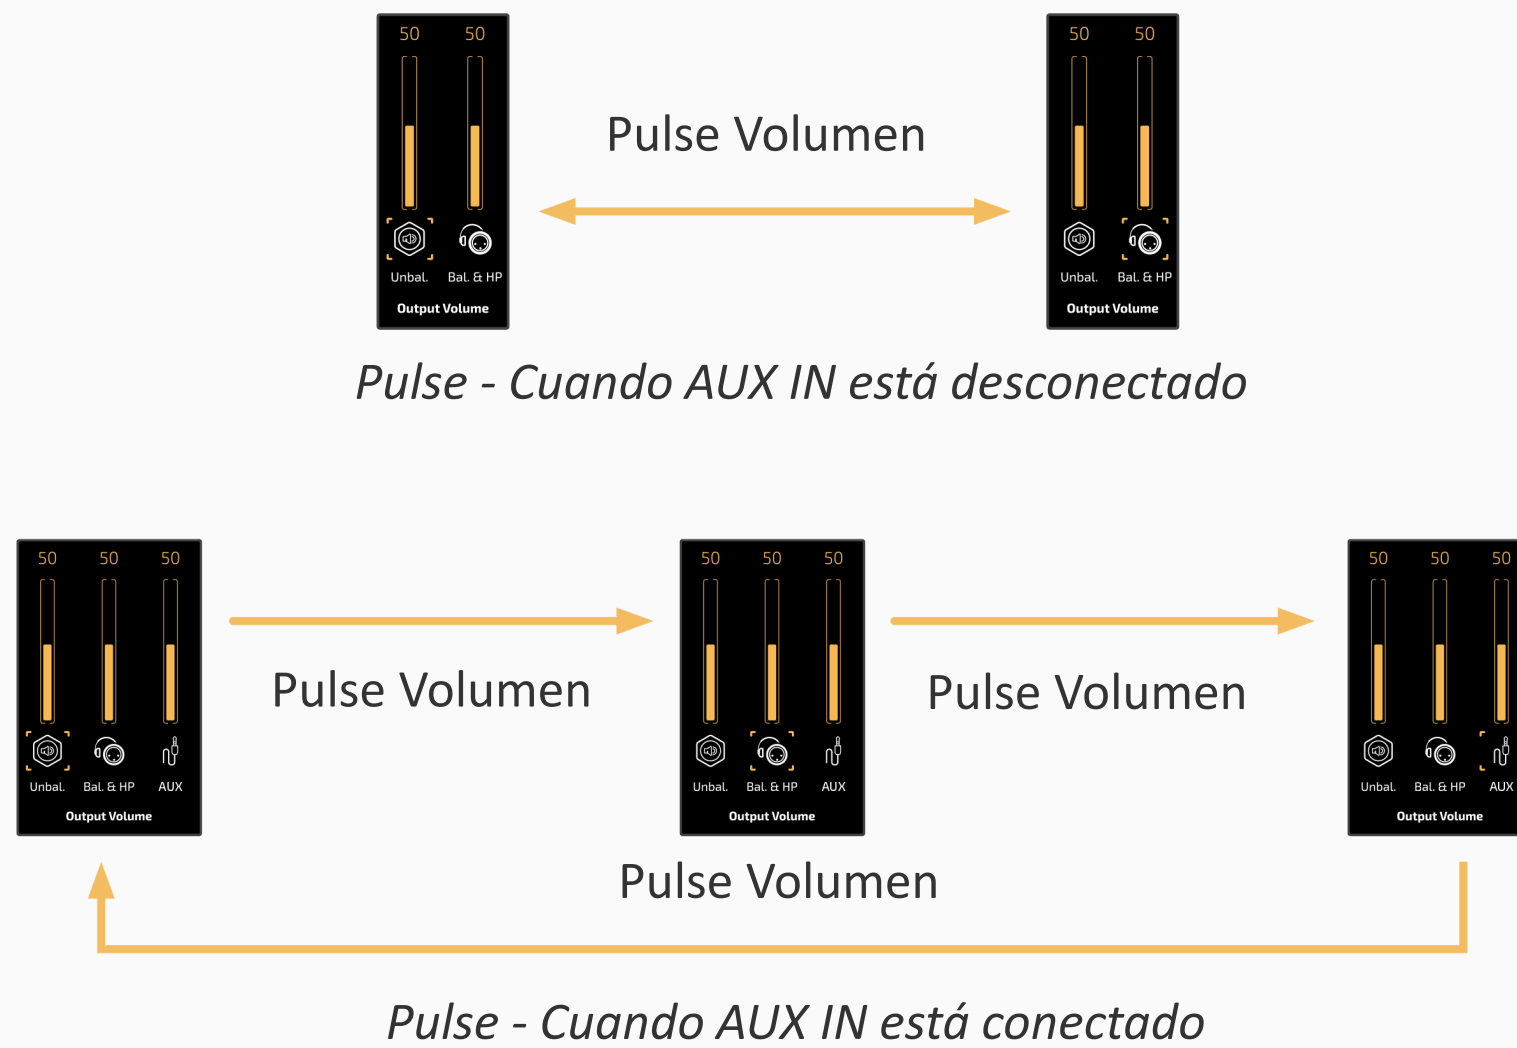 50 50
50 50
Pulse Volumen
Unbal. Bal. & HP
Output Volume
Unbal. Bal. & HP
Output Volume
Pulse - Cuando AUX IN está desconectado
50 50 50
50 50 50
50 50 50
Pulse Volumen
Pulse Volumen
Unbal. Bal. & HP AUX
Output Volume
Unbal. Bal. & HP AUX
Output Volume
Unbal. Bal. & HP AUX
Output Volume
Pulse Volumen
Pulse - Cuando AUX IN está conectado